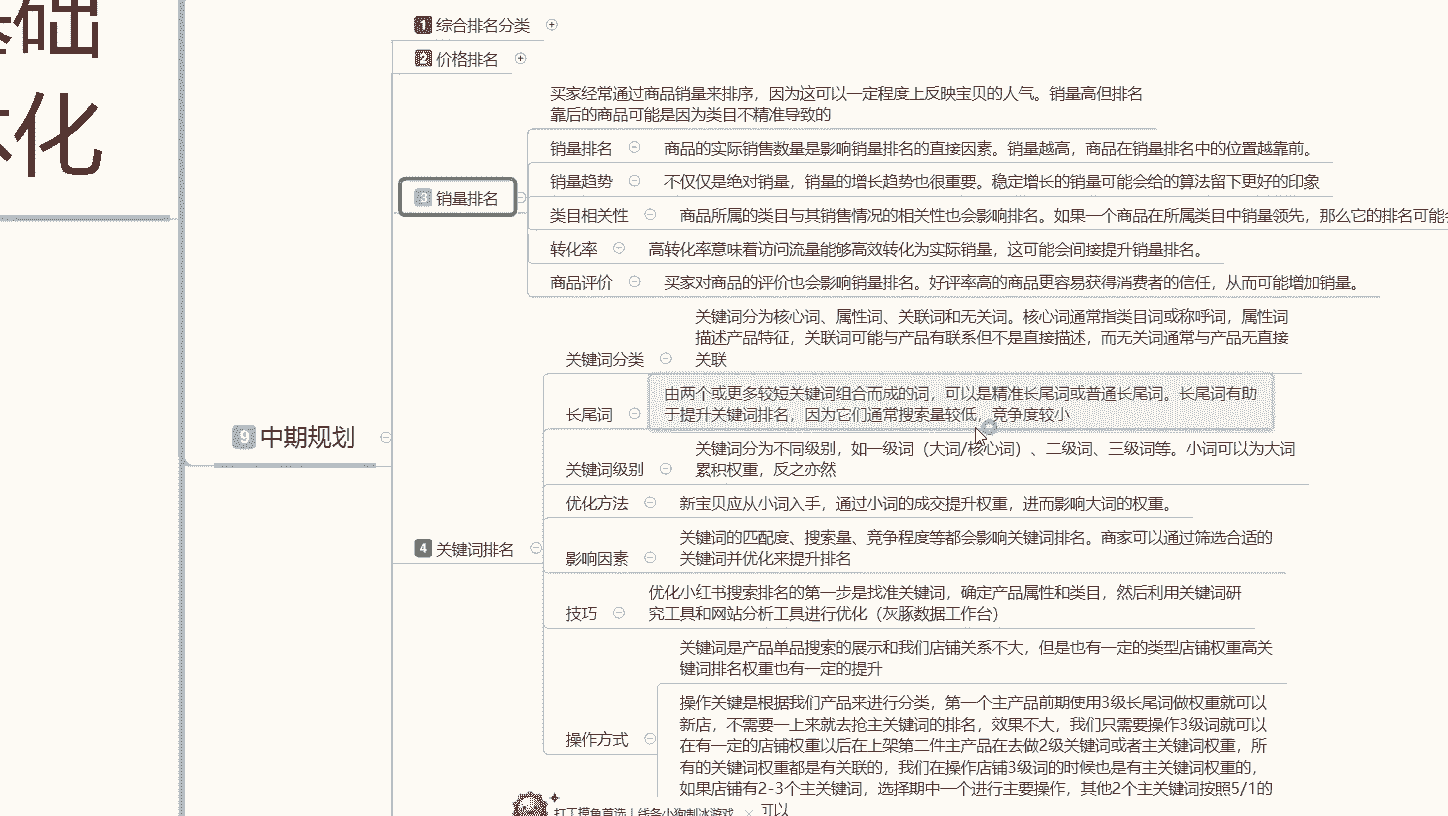 础
化
1 综合排名分类
2 价格排名
买家经常通过商品销量来排序，因为这可以一定程度上反映宝贝的人气。销量高但排名
靠后的商品可能是因为类目不精准导致的
销量排名 商品的实际销售数量是影响销量排名的直接因素。销量越高，商品在销量排名中的位置越靠前。
销量趋势 不仅仅是绝对销量，销量的增长趋势也很重要。稳定增长的销量可能会给的算法留下更好的印象
3 销量排名
类目相关性 商品所属的类目与其销售情况的相关性也会影响排名。如果一个商品在所属类目中销量领先，那么它的排名可能
转化率 高转化率意味着访问流量能够高效转化为实际销量，这可能会间接提升销量排名。
商品评价 买家对商品的评价也会影响销量排名。好评率高的商品更容易获得消费者的信任，从而可能增加销量。
关键词分为核心词、属性词、关联词和无关词。核心词通常指类目词或称呼词，属性词
描述产品特征，关联词可能与产品有联系但不是直接描述，而无关词通常与产品无直接
关键词分类 关联
由两个或更多较短关键词组合而成的词，可以是精准长尾词或普通长尾词。长尾词有助
长尾词 于提升关键词排名，因为它们通常搜索量较低，竞争度较小
9 中期规划
关键词分为不同级别，如一级词（大词/核心词）、二级词、三级词等。小词可以为大词
关键词级别 累积权重，反之亦然
优化方法 新宝贝应从小词入手，通过小词的成交提升权重，进而影响大词的权重。
4 关键词排名
关键词的匹配度、搜索量、竞争程度等都会影响关键词排名。商家可以通过筛选合适的
影响因素 关键词并优化来提升排名
优化小红书搜索排名的第一步是找准关键词，确定产品属性和类目，然后利用关键词研
技巧 究工具和网站分析工具进行优化（灰豚数据工作台）
关键词是产品单品搜索的展示和我们店铺关系不大，但是也有一定的类型店铺权重高关
键词排名权重也有一定的提升
操作关键是根据我们产品来进行分类，第一个主产品前期使用3级长尾词做权重就可以
新店，不需要一上来就去抢主关键词的排名，效果不大，我们只需要操作3级词就可以
操作方式 在有一定的店铺权重以后在上架第二件主产品在去做2级关键词或者主关键词权重，所
有的关键词权重都是有关联的，我们在操作店铺3级词的时候也是有主关键词权重的，
如果店铺有2-3个主关键词，选择期中一个进行主要操作，其他2个主关键词按照5/1的
可以
打工摸鱼首选 | 线条小狗制冰游戏